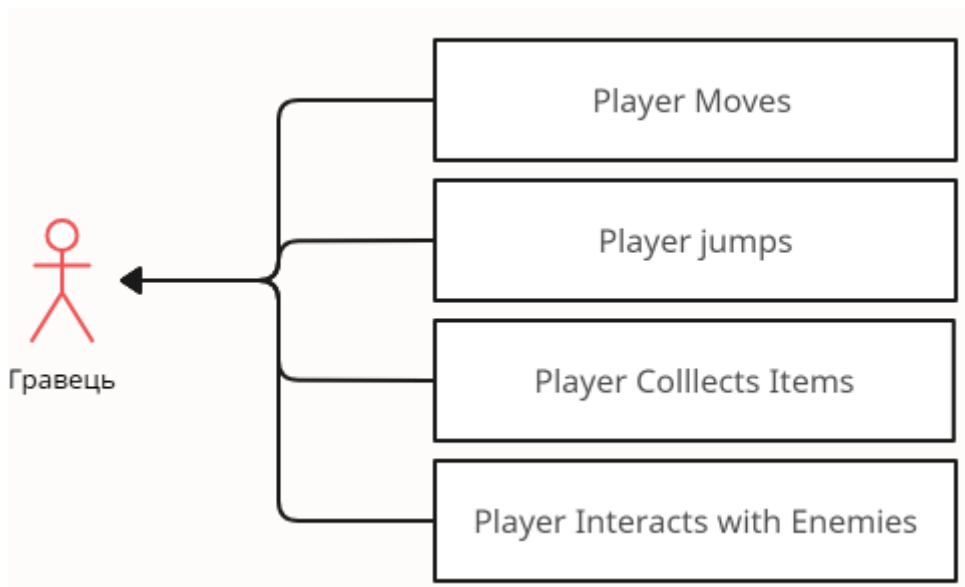 Player Moves
Player jumps
Гравець
Player Colllects Items
Player Interacts with Enemies